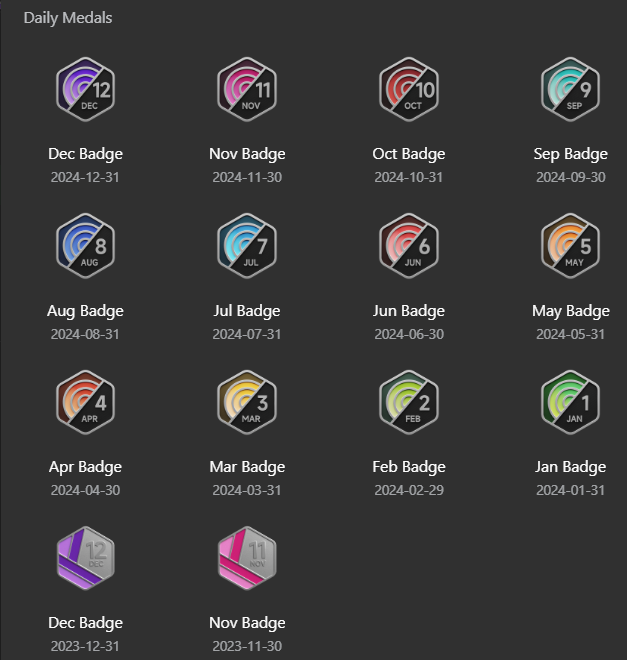 Daily Medals
12 11 10 9
DEC NOV OCT SEP
Dec Badge Nov Badge Oct Badge Sep Badge
2024-12-31 2024-11-30 2024-10-31 2024-09-30
8 7 6 5
AUG JUL JUN MAY
Aug Badge Jul Badge Jun Badge May Badge
2024-08-31 2024-07-31 2024-06-30 2024-05-31
4 3 2 1
APR MAR FEB JAN
Apr Badge Mar Badge Feb Badge Jan Badge
2024-04-30 2024-03-31 2024-02-29 2024-01-31
12 11
DEC NOV
Dec Badge Nov Badge
2023-12-31 2023-11-30